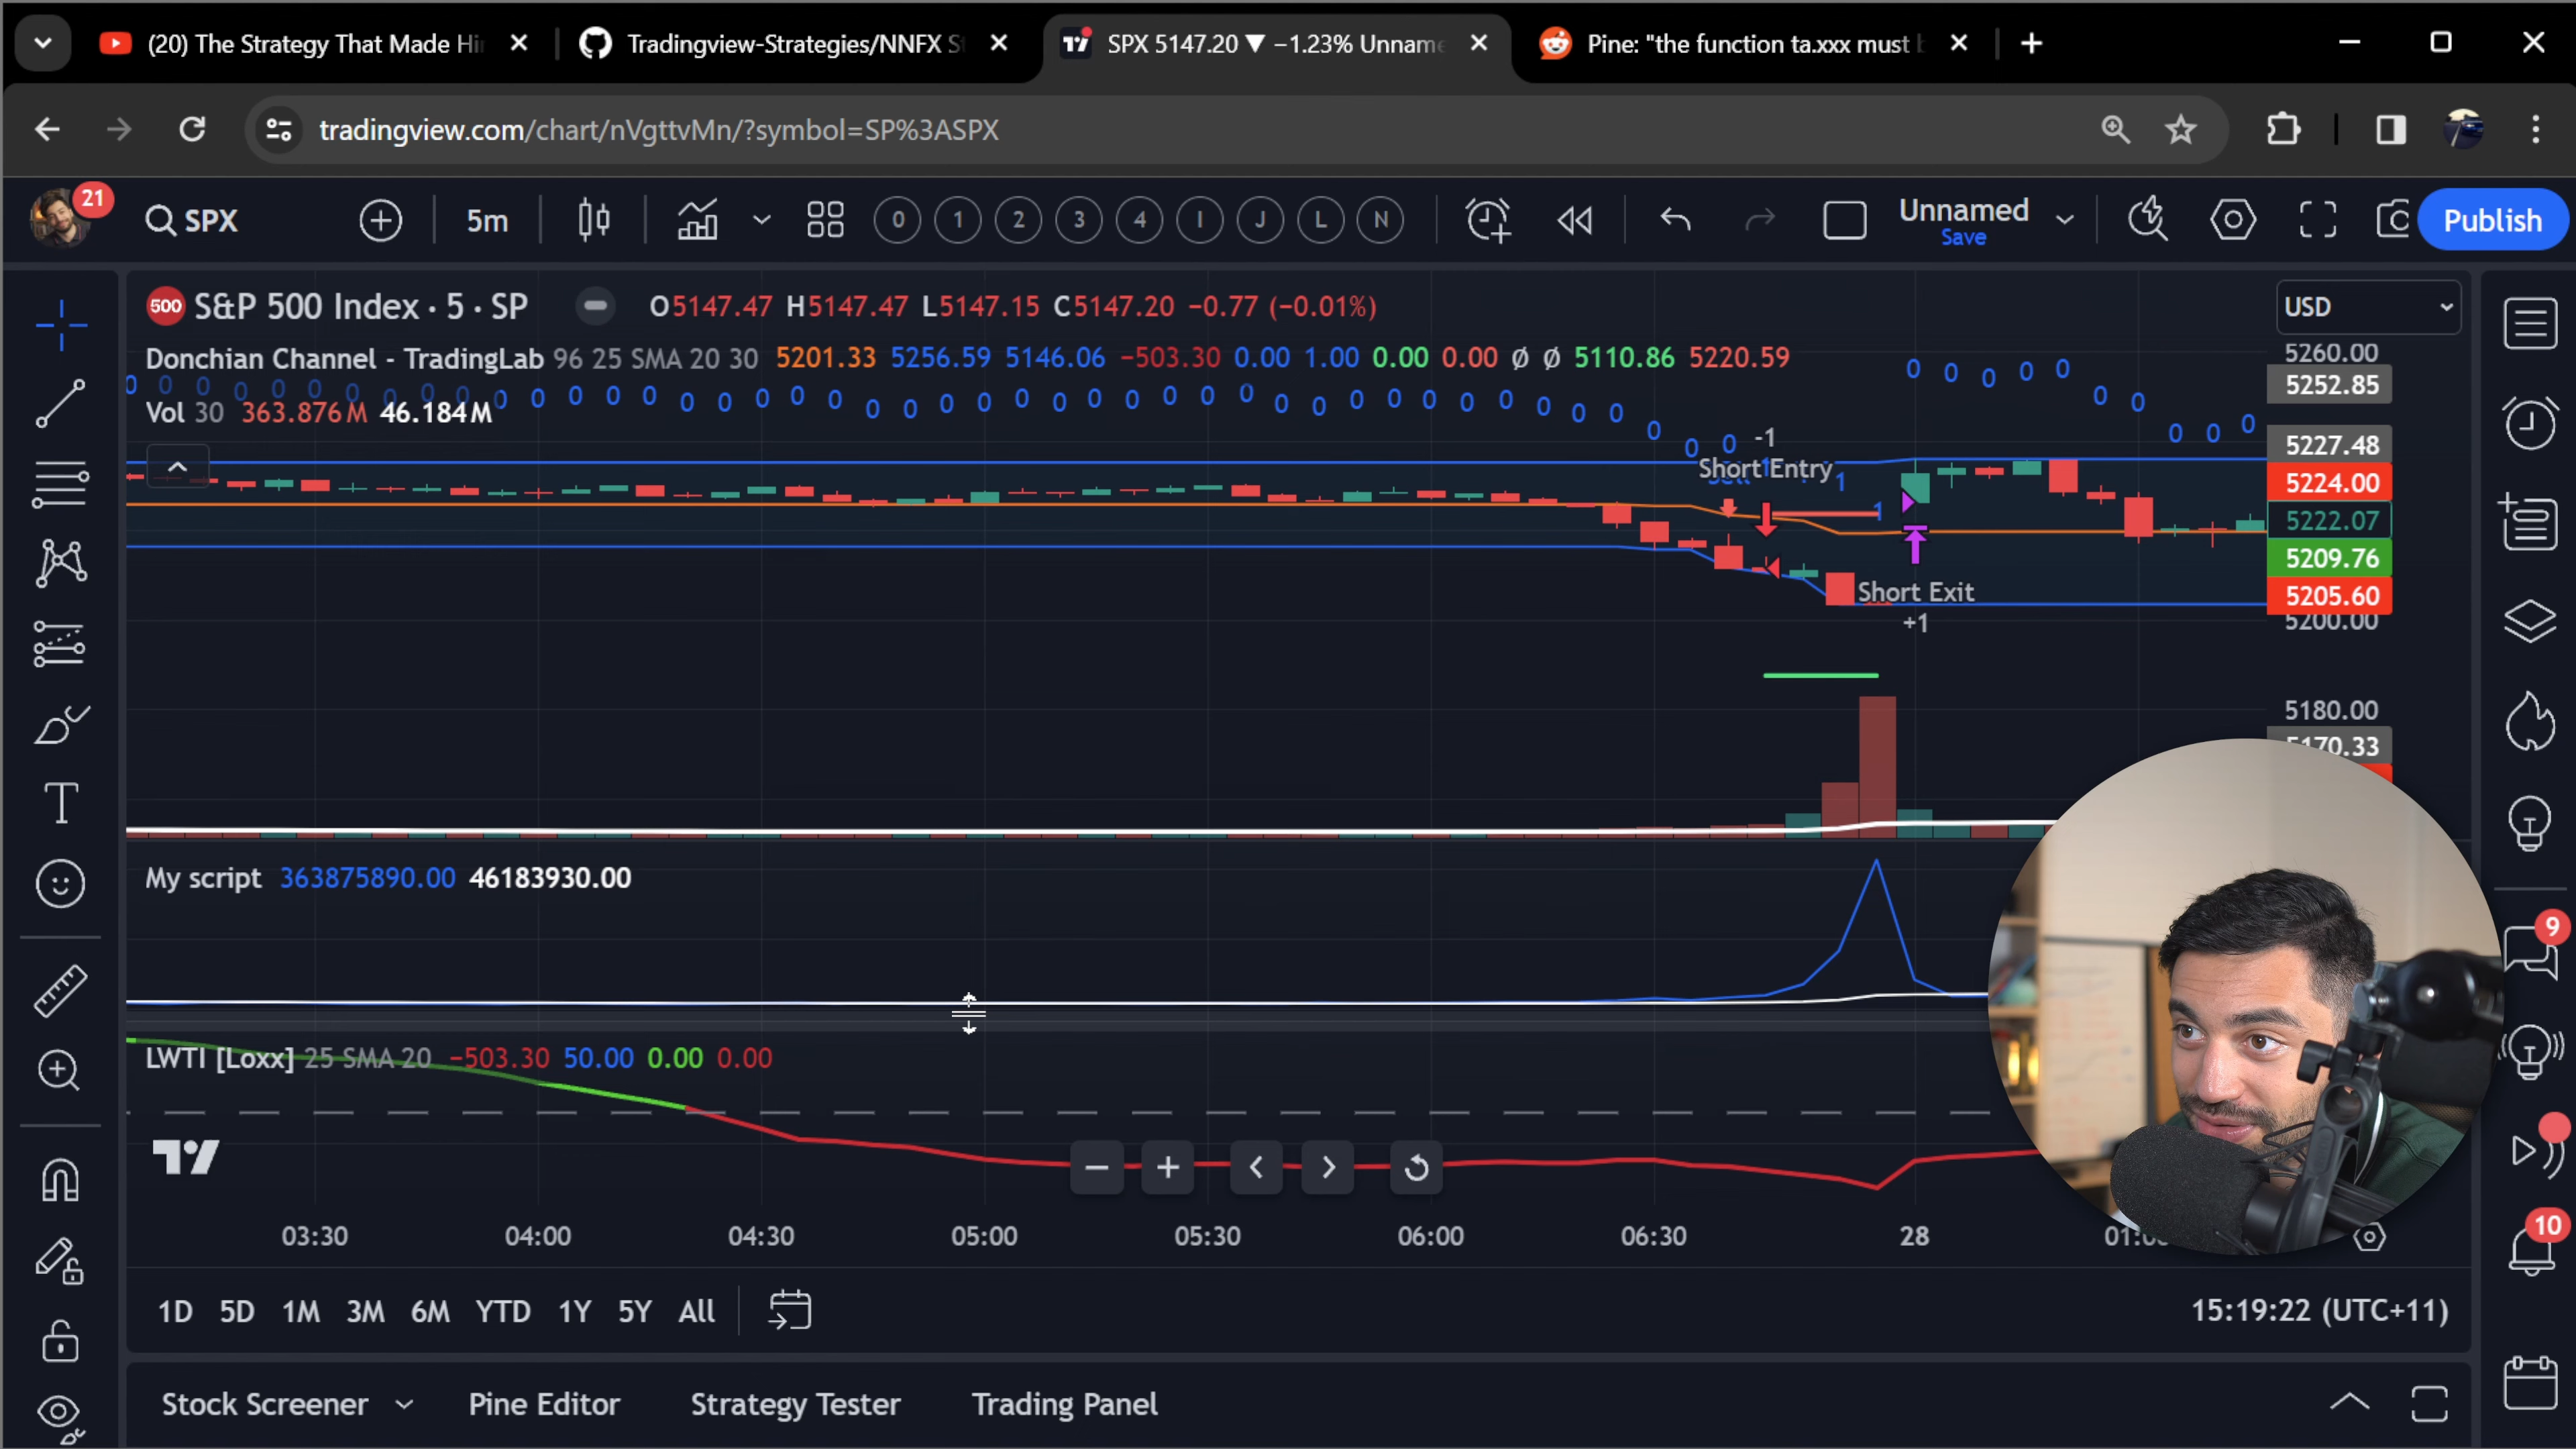 (20) The Strategy That Made Hi
Tradingview-Strategies/NNFX S
SPX 5147.20 ▼ −1.23% Unname
Pine: "the function ta.xxx must
tradingview.com/chart/nVgttvMn/?symbol=SP%3ASPX
21
SPX
5m
0 1 2 3 4 I J L N
Unnamed
Save
Publish
500 S&P 500 Index · 5 · SP
O5147.47 H5147.47 L5147.15 C5147.20 −0.77 (−0.01%)
USD
Donchian Channel - TradingLab 96 25 SMA 20 30 5201.33 5256.59 5146.06 −503.30 0.00 1.00 0.00 0.00 Ø Ø 5110.86 5220.59
Vol 30 363.876M 46.184M
5260.00
5252.85
5227.48
5224.00
5222.07
5209.76
5205.60
5200.00
5180.00
5170.33
-1
Short Entry
1
1
Short Exit
+1
My script 363875890.00 46183930.00
LWTI [Loxx] 25 SMA 20 −503.30 50.00 0.00 0.00
03:30 04:00 04:30 05:00 05:30 06:00 06:30 28
9
10
1D 5D 1M 3M 6M YTD 1Y 5Y All
15:19:22 (UTC+11)
Stock Screener Pine Editor Strategy Tester Trading Panel